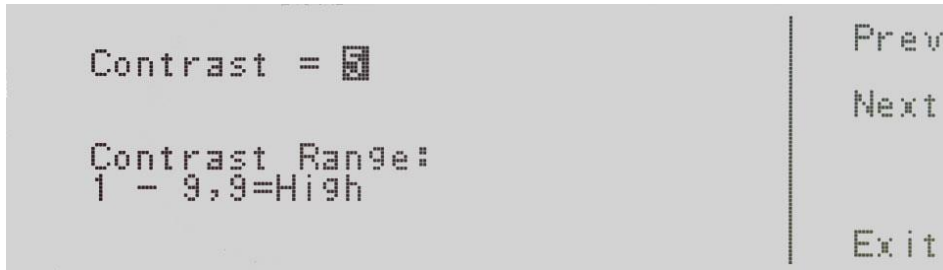 Contrast = 5
Contrast Range:
1 - 9,9=High
Prev
Next
Exit